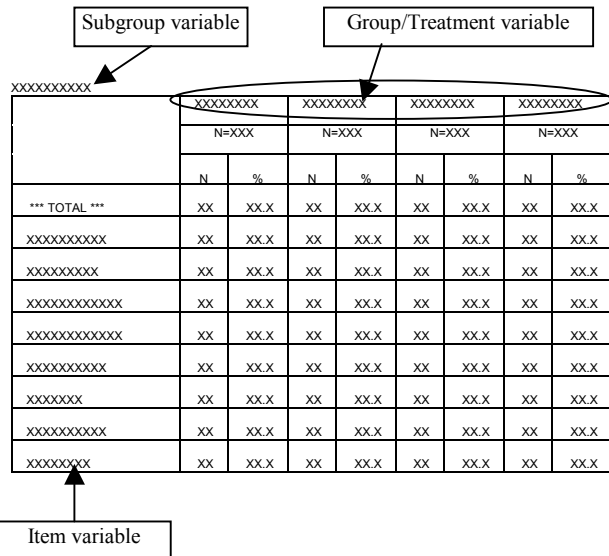 Subgroup variable
Group/Treatment variable
XXXXXXXXXX
XXXXXXXX XXXXXXXX XXXXXXXX XXXXXXXX
N=XXX N=XXX N=XXX N=XXX
N % N % N % N %
*** TOTAL *** XX XX.X XX XX.X XX XX.X XX XX.X
XXXXXXXXXX XX XX.X XX XX.X XX XX.X XX XX.X
XXXXXXXXX XX XX.X XX XX.X XX XX.X XX XX.X
XXXXXXXXXXXX XX XX.X XX XX.X XX XX.X XX XX.X
XXXXXXXXXXXX XX XX.X XX XX.X XX XX.X XX XX.X
XXXXXXXXXX XX XX.X XX XX.X XX XX.X XX XX.X
XXXXXXX XX XX.X XX XX.X XX XX.X XX XX.X
XXXXXXXXXX XX XX.X XX XX.X XX XX.X XX XX.X
XXXXXXXX XX XX.X XX XX.X XX XX.X XX XX.X
Item variable